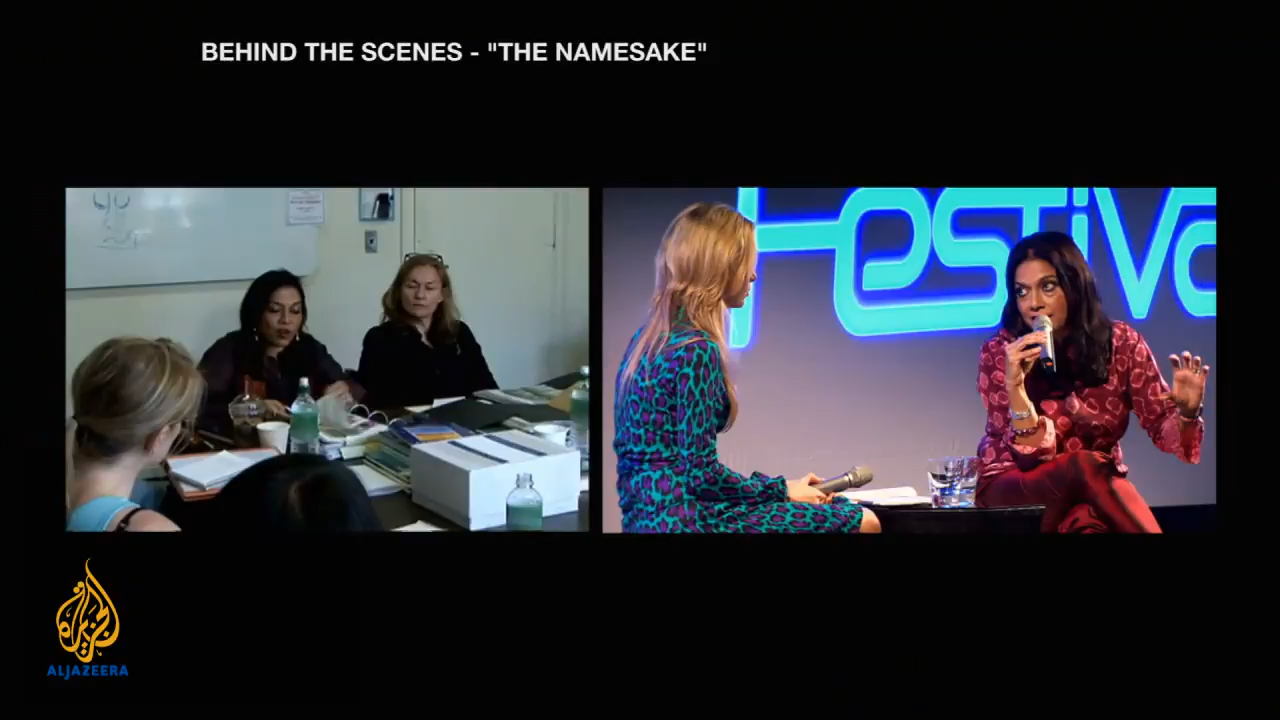 BEHIND THE SCENES - "THE NAMESAKE"
Festiva
الجزيرة
ALJAZEERA